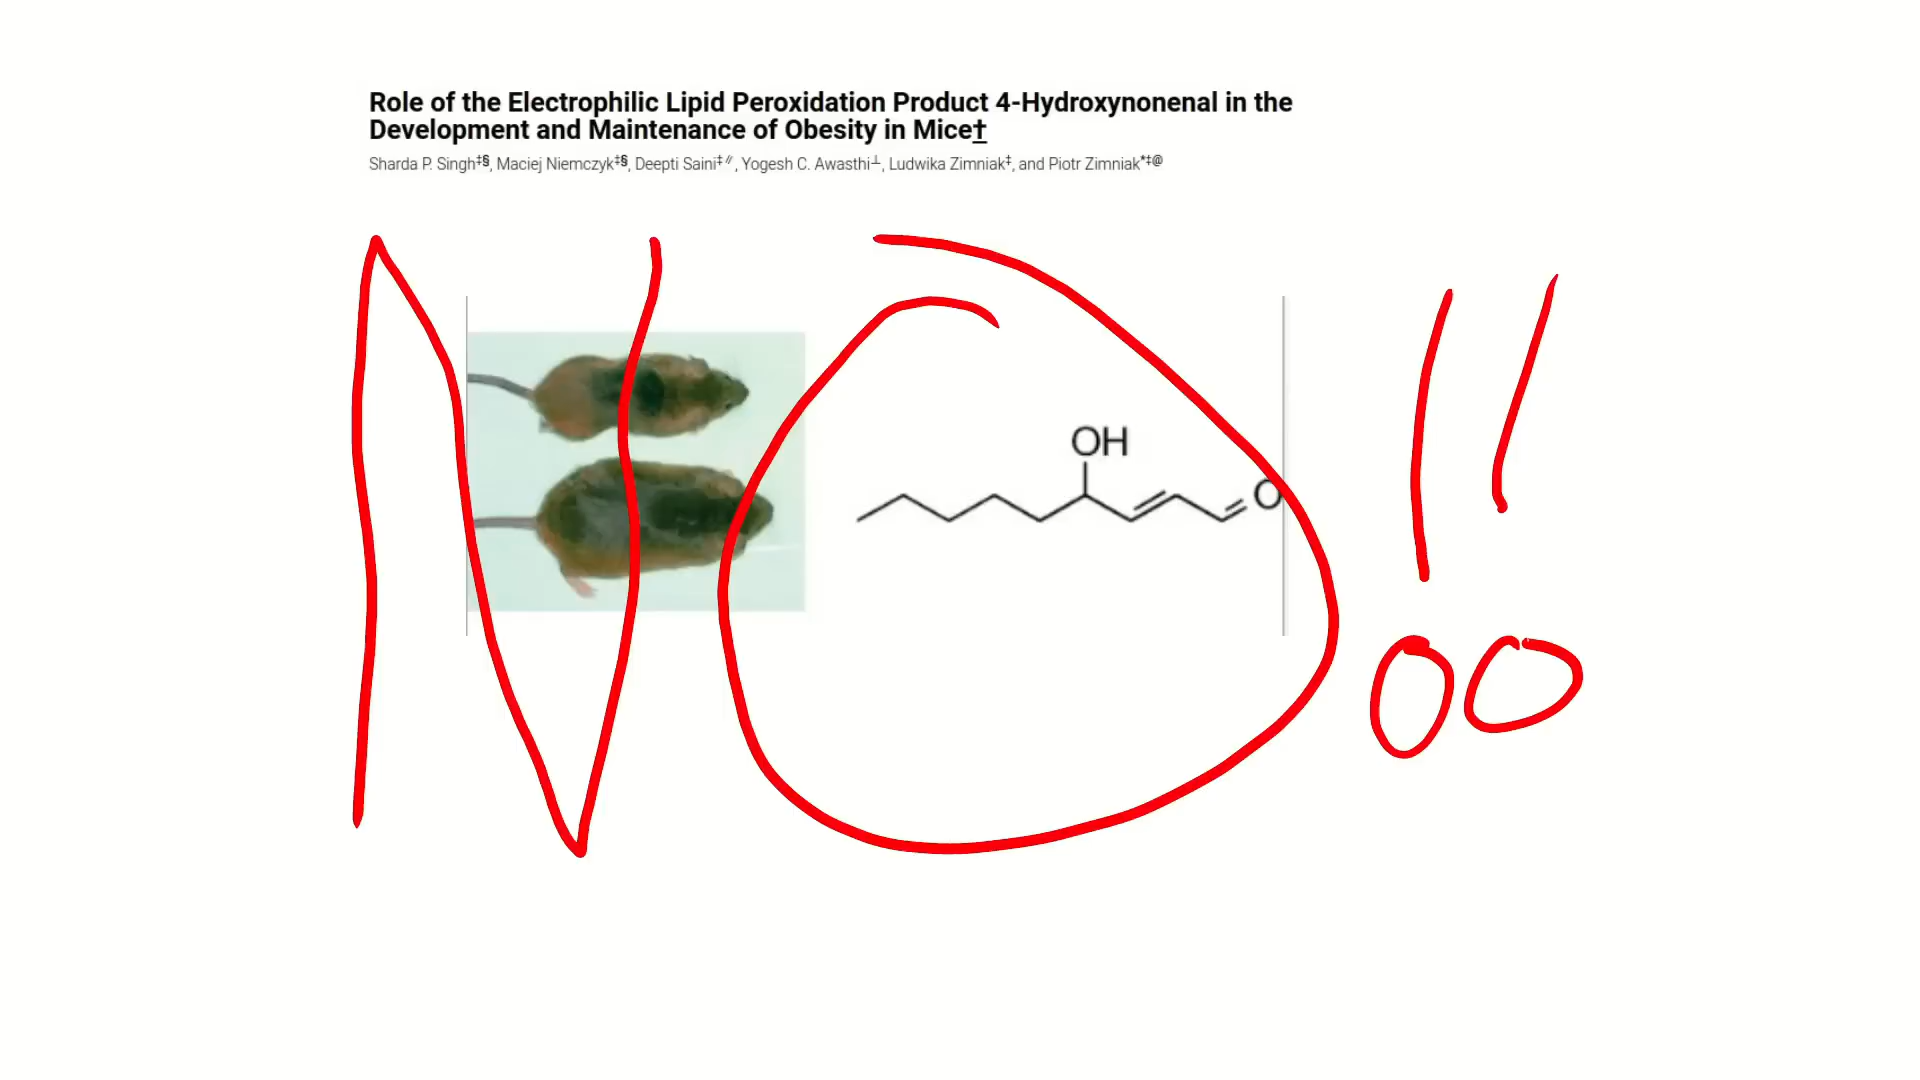 Role of the Electrophilic Lipid Peroxidation Product 4-Hydroxynonenal in the
Development and Maintenance of Obesity in Mice†
Sharda P. Singh‡§, Maciej Niemczyk‡§, Deepti Saini‡∥, Yogesh C. Awasthi⊥, Ludwika Zimniak‡, and Piotr Zimniak*‡@
NO!!
OH
O